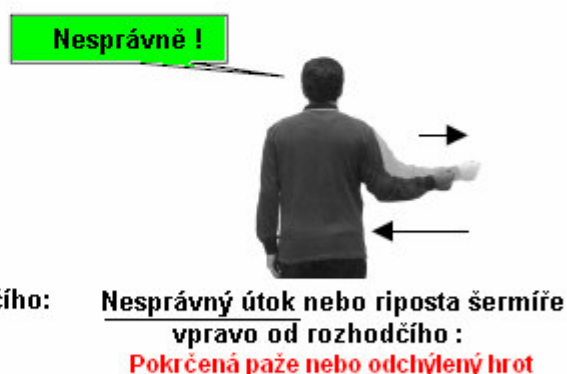 Nesprávně !
čího:
Nesprávný útok nebo riposta šermíře
vpravo od rozhodčího :
Pokrčená paže nebo odchýlený hrot